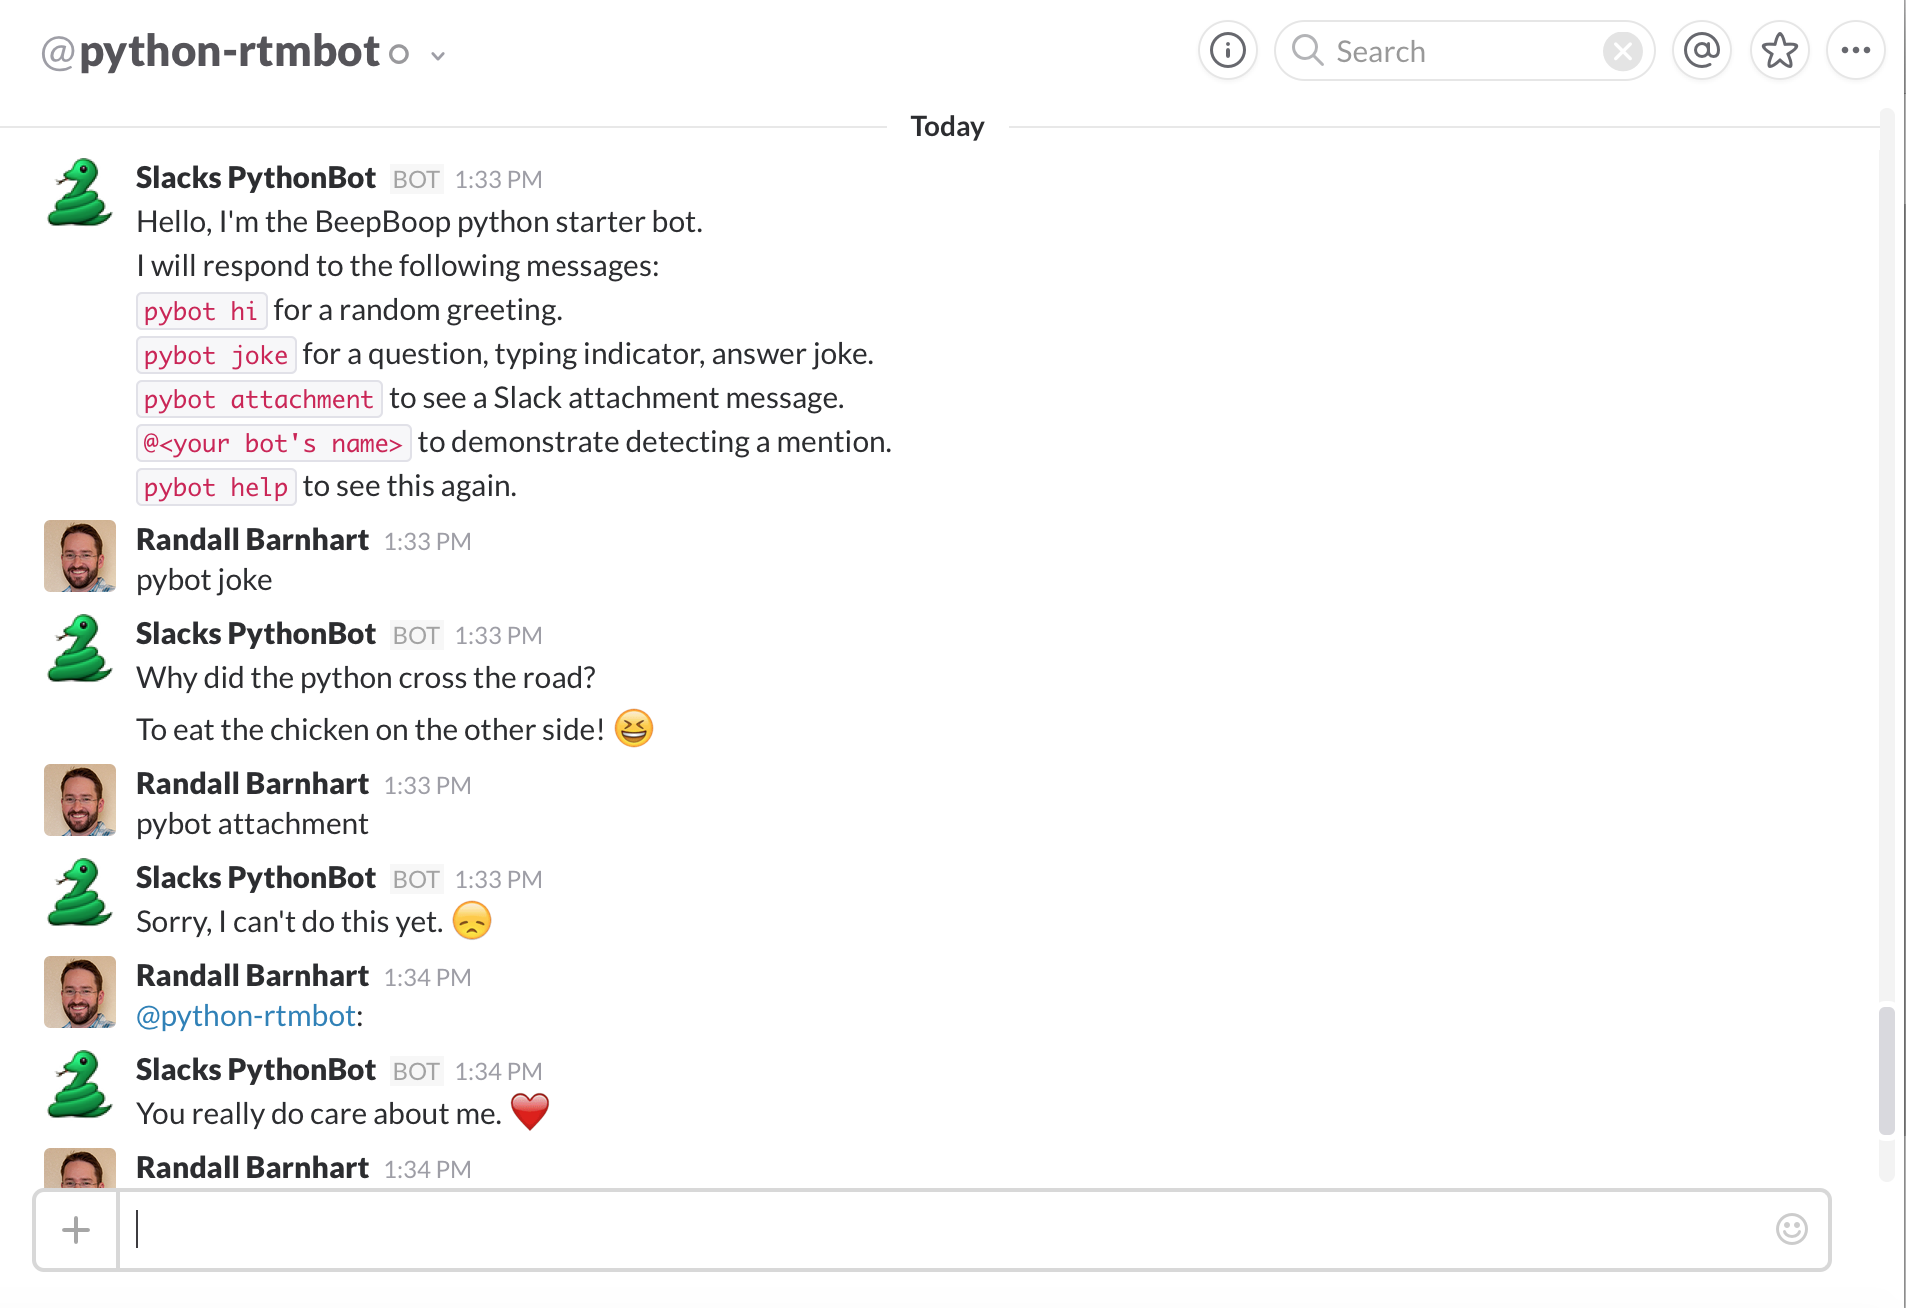 @python-rtmbot
Search
Today
Slacks PythonBot BOT 1:33 PM
Hello, I'm the BeepBoop python starter bot.
I will respond to the following messages:
pybot hi for a random greeting.
pybot joke for a question, typing indicator, answer joke.
pybot attachment to see a Slack attachment message.
@<your bot's name> to demonstrate detecting a mention.
pybot help to see this again.
Randall Barnhart 1:33 PM
pybot joke
Slacks PythonBot BOT 1:33 PM
Why did the python cross the road?
To eat the chicken on the other side! 😆
Randall Barnhart 1:33 PM
pybot attachment
Slacks PythonBot BOT 1:33 PM
Sorry, I can't do this yet. 😞
Randall Barnhart 1:34 PM
@python-rtmbot:
Slacks PythonBot BOT 1:34 PM
You really do care about me. ❤️
Randall Barnhart 1:34 PM